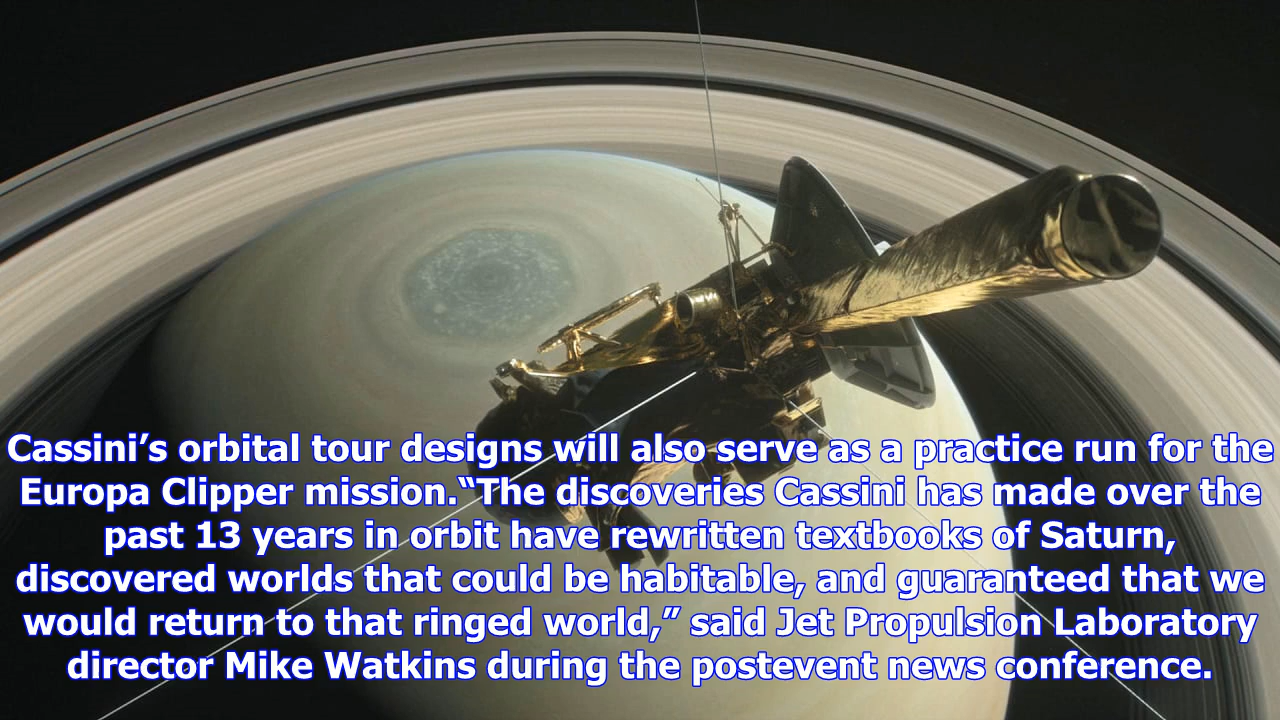 Cassini’s orbital tour designs will also serve as a practice run for the
Europa Clipper mission.“The discoveries Cassini has made over the
past 13 years in orbit have rewritten textbooks of Saturn,
discovered worlds that could be habitable, and guaranteed that we
would return to that ringed world,” said Jet Propulsion Laboratory
director Mike Watkins during the postevent news conference.